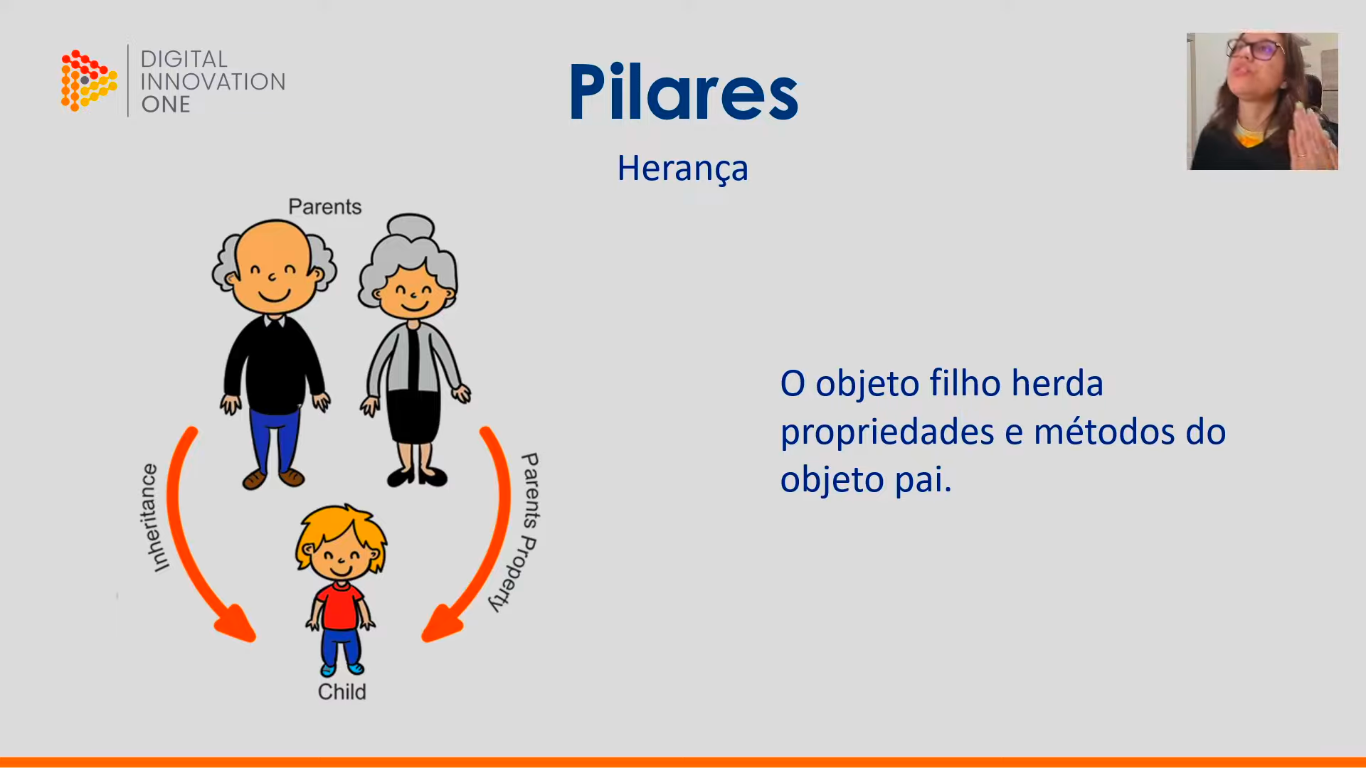 DIGITAL
INNOVATION
ONE
Pilares
Herança
Parents
Inheritance
Parents Property
Child
O objeto filho herda
propriedades e métodos do
objeto pai.